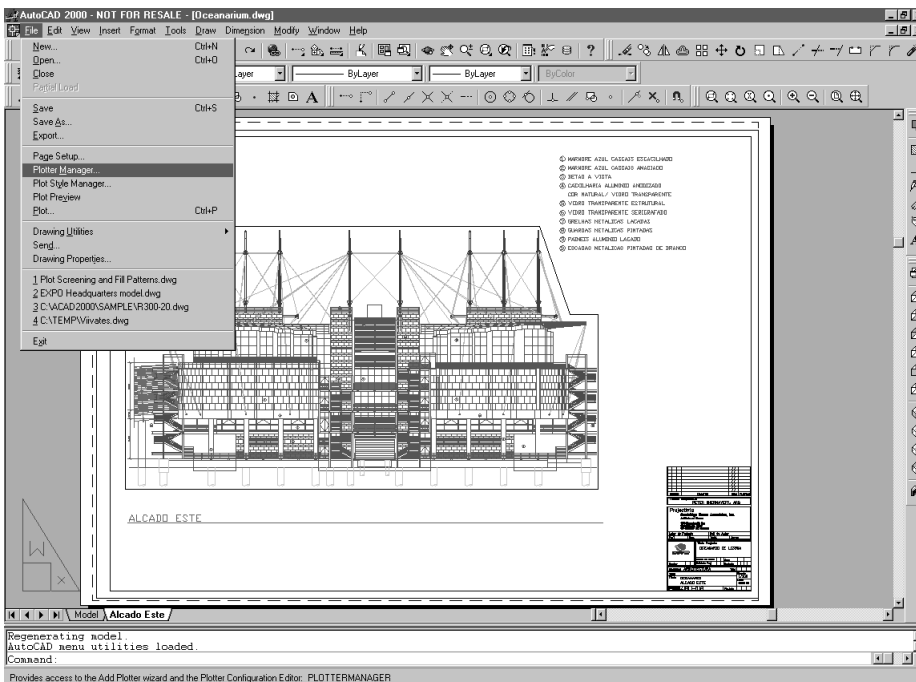 AutoCAD 2000 - NOT FOR RESALE - [Oceanarium.dwg]
File Edit View Insert Format Tools Draw Dimension Modify Window Help
New... Ctrl+N
Open... Ctrl+O
Close
Partial Load
Save Ctrl+S
Save As...
Export...
Page Setup...
Plotter Manager...
Plot Style Manager...
Plot Preview
Plot... Ctrl+P
Drawing Utilities
Send...
Drawing Properties...
1 Plot Screening and Fill Patterns.dwg
2 EXPO Headquarters model.dwg
3 C:\ACAD2000\SAMPLE\R300-20.dwg
4 C:\TEMP\Viivates.dwg
Exit
ayer ByLayer ByLayer ByColor
A
1 MARMORE AZUL CASCAIS ESCACILHADO
2 MARMORE AZUL CASCAIS AMACIADO
3 BETAO A VISTA
4 CAIXILHARIA ALUMINIO ANODIZADO
COR NATURAL/ VIDRO TRANSPARENTE
5 VIDRO TRANSPARENTE ESTRUTURAL
6 VIDRO TRANSPARENTE SERIGRAFADO
7 GRELHAS METALICAS LACADAS
8 GUARDAS METALICAS PINTADAS
9 PAINEIS ALUMINIO LACADO
10 ESCADAS METALICAS PINTADAS DE BRANCO
ALCADO ESTE
Projectista
OCEANARIO DE LISBOA
ARQUITECTURA
OCEANARIO
ALCADO ESTE
W
X
Model Alcado Este
Regenerating model.
AutoCAD menu utilities loaded.
Command:
Provides access to the Add Plotter wizard and the Plotter Configuration Editor: PLOTTERMANAGER